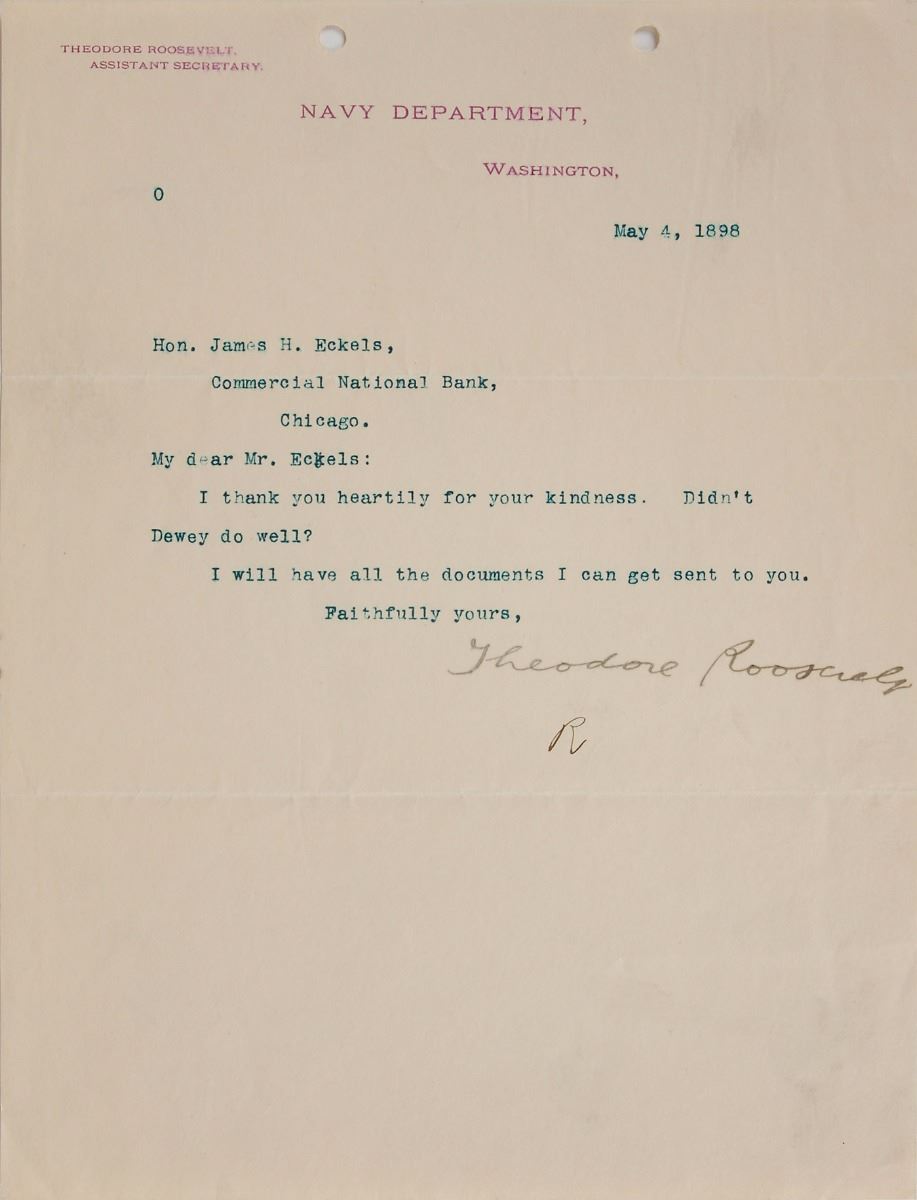 THEODORE ROOSEVELT,
ASSISTANT SECRETARY.
NAVY DEPARTMENT,
WASHINGTON,
O
May 4, 1898
Hon. James H. Eckels,
Commercial National Bank,
Chicago.
My dear Mr. Eckels:
I thank you heartily for your kindness. Didn't
Dewey do well?
I will have all the documents I can get sent to you.
Faithfully yours,
Theodore Roosevelt
R